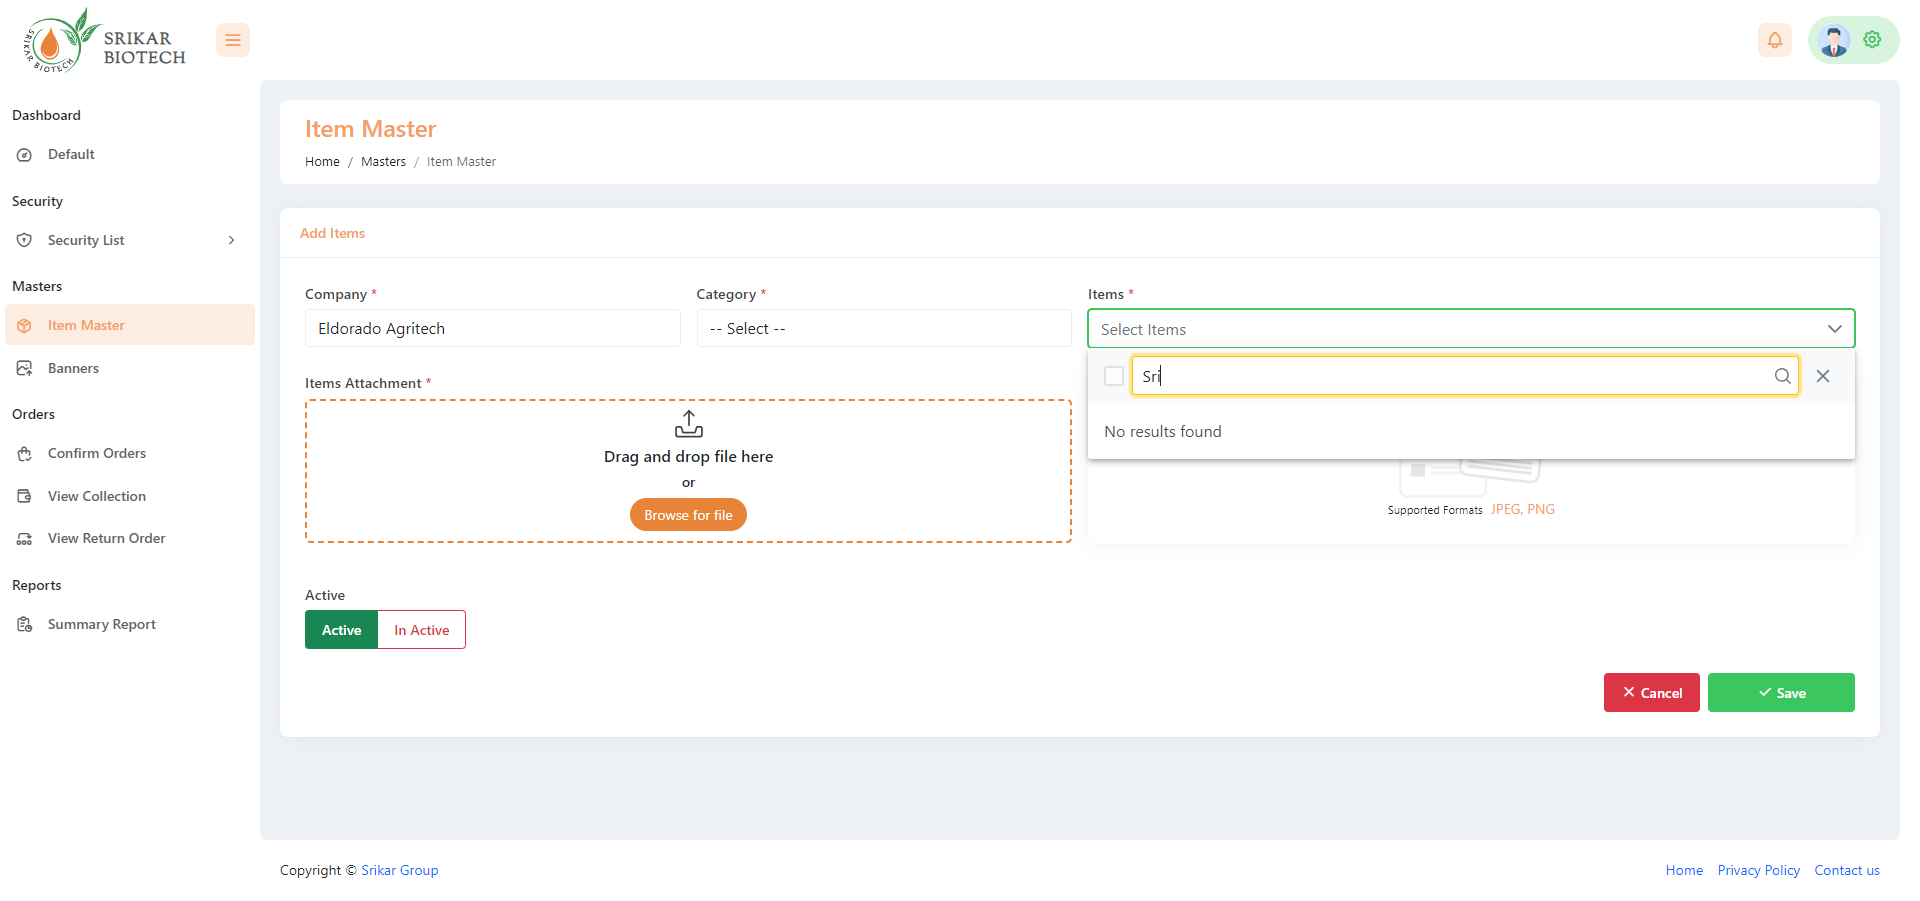 SRIKAR BIOTECH
SRIKAR
BIOTECH
Dashboard
Default
Security
Security List
Masters
Item Master
Banners
Orders
Confirm Orders
View Collection
View Return Order
Reports
Summary Report
Item Master
Home / Masters / Item Master
Add Items
Company *
Eldorado Agritech
Category *
-- Select --
Items *
Select Items
Sri
No results found
Items Attachment *
Drag and drop file here
or
Browse for file
Supported Formats JPEG, PNG
Active
Active
In Active
Cancel
Save
Copyright © Srikar Group
Home
Privacy Policy
Contact us